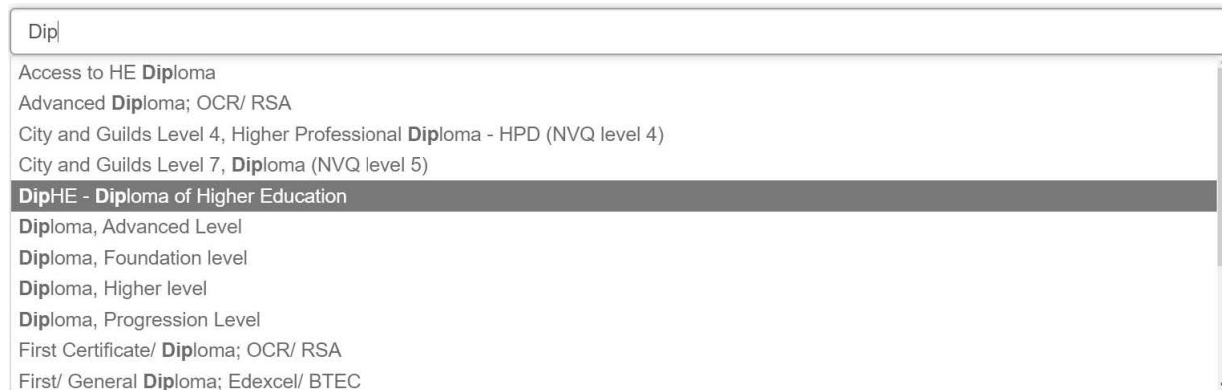 Dip
Access to HE Diploma
Advanced Diploma; OCR/ RSA
City and Guilds Level 4, Higher Professional Diploma - HPD (NVQ level 4)
City and Guilds Level 7, Diploma (NVQ level 5)
DipHE - Diploma of Higher Education
Diploma, Advanced Level
Diploma, Foundation level
Diploma, Higher level
Diploma, Progression Level
First Certificate/ Diploma; OCR/ RSA
First/ General Diploma; Edexcel/ BTEC